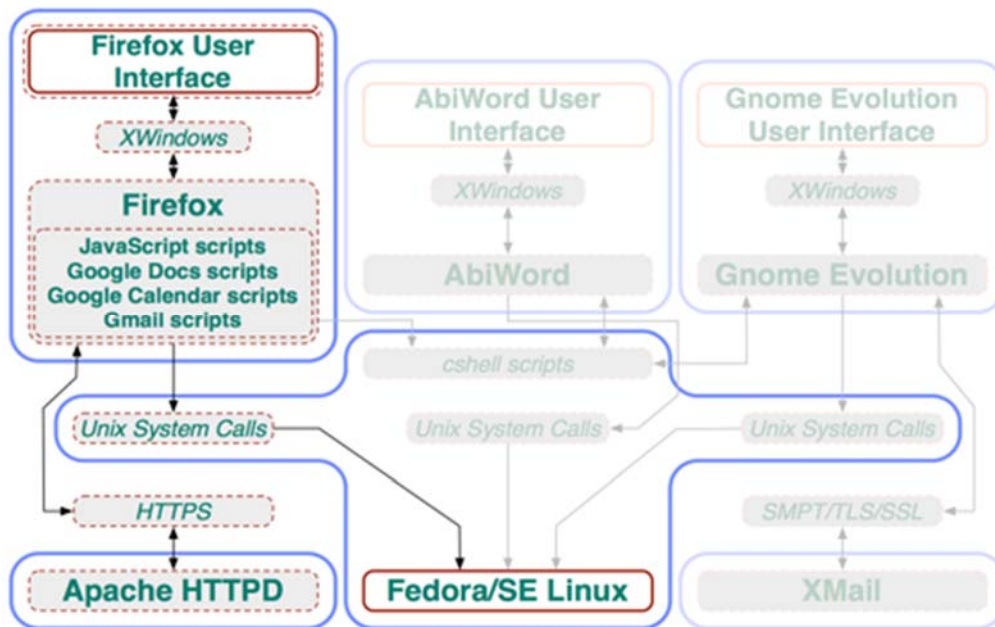 Firefox User
Interface
XWindows
Firefox
JavaScript scripts
Google Docs scripts
Google Calendar scripts
Gmail scripts
AbiWord User
Interface
XWindows
AbiWord
Gnome Evolution
User Interface
XWindows
Gnome Evolution
cshell scripts
Unix System Calls
Unix System Calls
Unix System Calls
HTTPS
SMPT/TLS/SSL
Apache HTTPD
Fedora/SE Linux
XMail